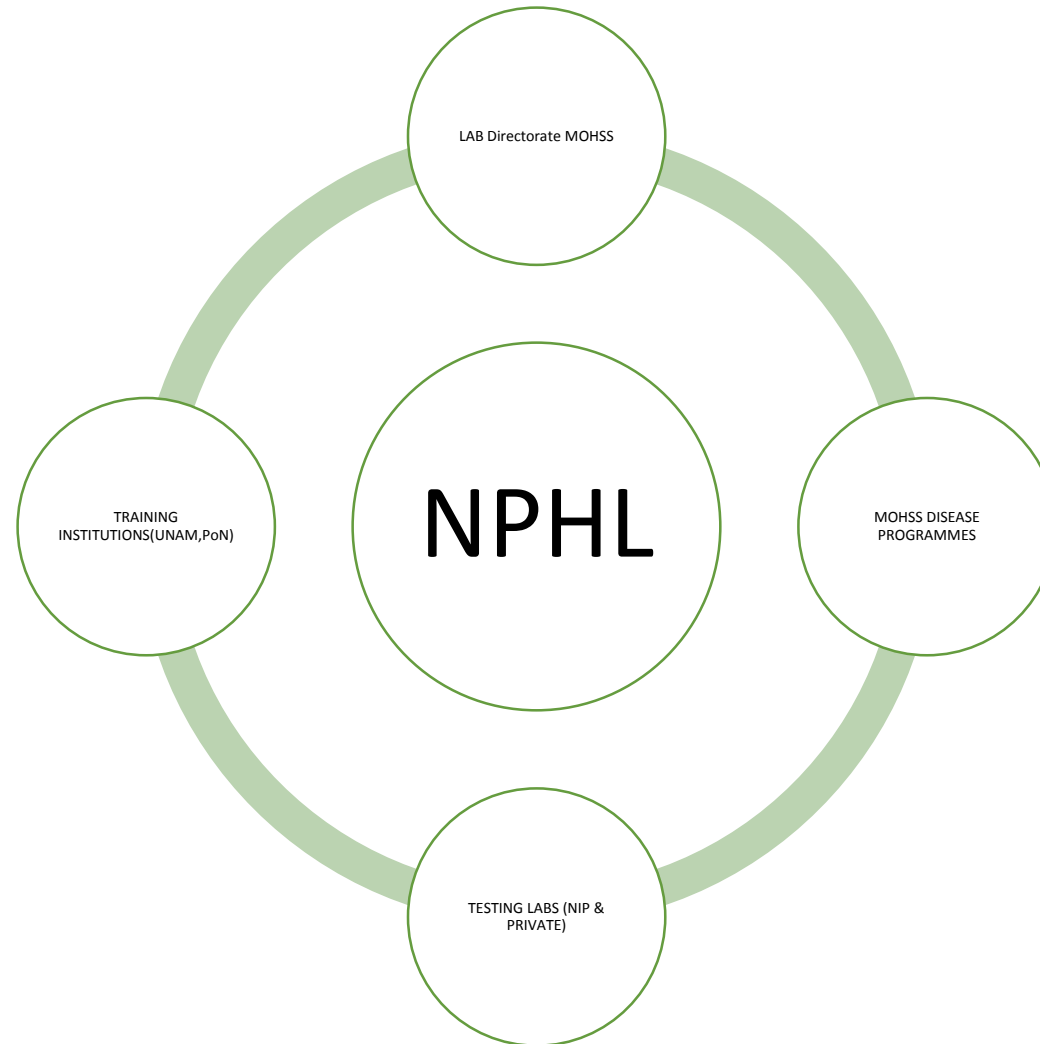 LAB Directorate MOHSS
TRAINING
INSTITUTIONS(UNAM,PoN)
NPHL
MOHSS DISEASE
PROGRAMMES
TESTING LABS (NIP &
PRIVATE)